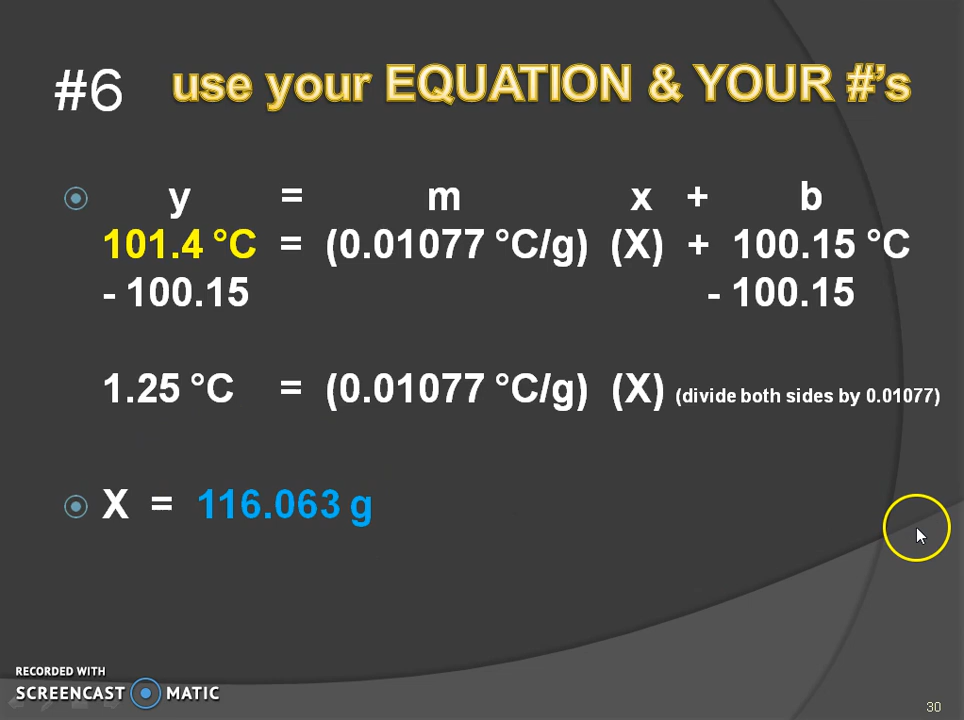 #6 use your EQUATION & YOUR #'s
y = m x + b
101.4 °C = (0.01077 °C/g) (X) + 100.15 °C
- 100.15 - 100.15
1.25 °C = (0.01077 °C/g) (X) (divide both sides by 0.01077)
X = 116.063 g
RECORDED WITH
SCREENCAST MATIC
30